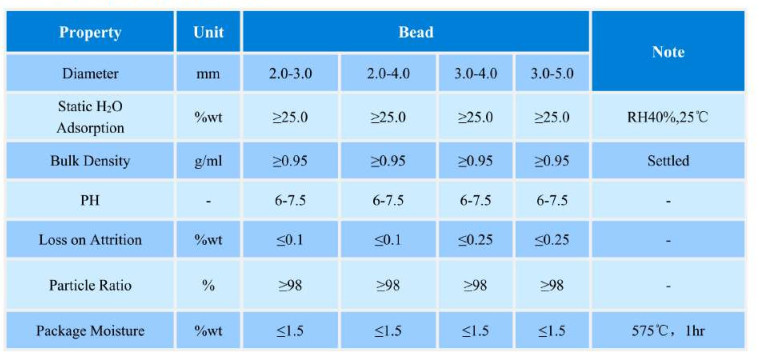 Property Unit Bead Note
Diameter mm 2.0-3.0 2.0-4.0 3.0-4.0 3.0-5.0
Static H₂O
Adsorption %wt ≥25.0 ≥25.0 ≥25.0 ≥25.0 RH40%,25℃
Bulk Density g/ml ≥0.95 ≥0.95 ≥0.95 ≥0.95 Settled
PH - 6-7.5 6-7.5 6-7.5 6-7.5 -
Loss on Attrition %wt ≤0.1 ≤0.1 ≤0.25 ≤0.25 -
Particle Ratio % ≥98 ≥98 ≥98 ≥98 -
Package Moisture %wt ≤1.5 ≤1.5 ≤1.5 ≤1.5 575℃，1hr